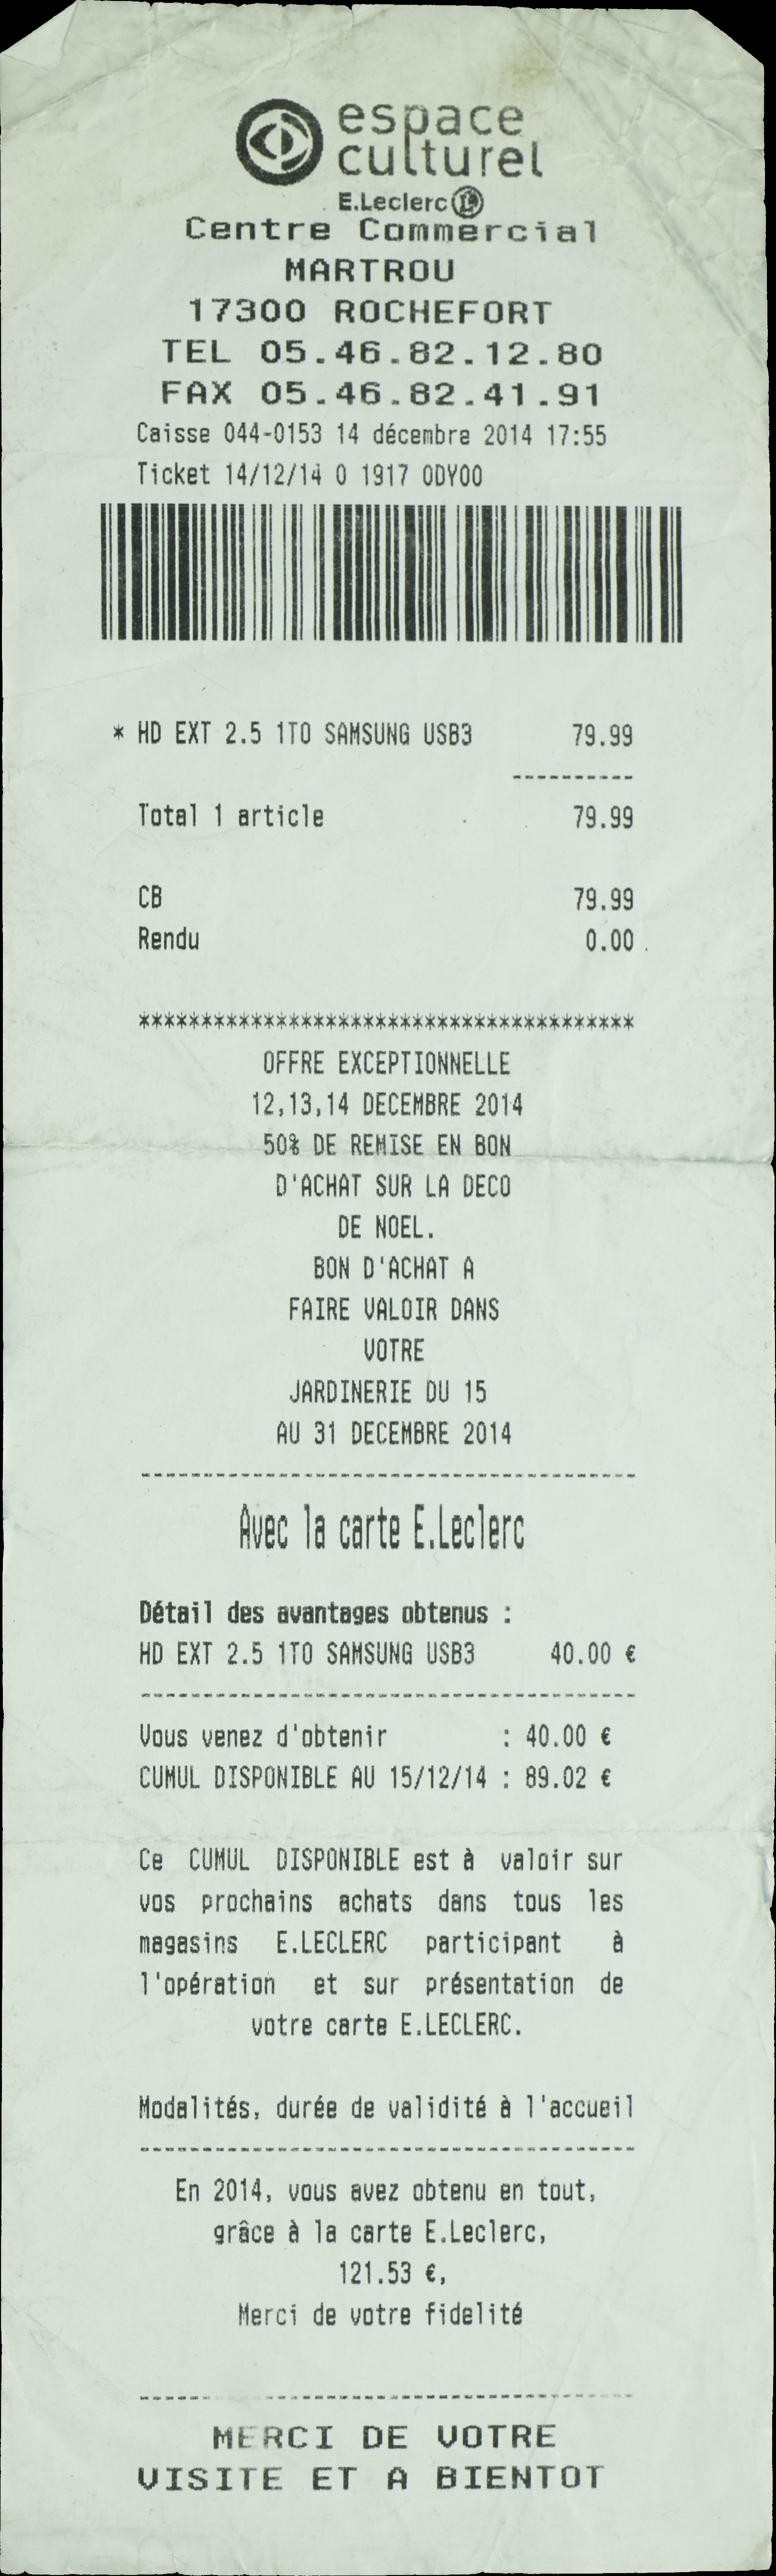 espace
culturel
E.Leclerc L
Centre Commercial
MARTROU
17300 ROCHEFORT
TEL 05.46.82.12.80
FAX 05.46.82.41.91
Caisse 044-0153 14 décembre 2014 17:55
Ticket 14/12/14 0 1917 ODY00
* HD EXT 2.5 1TO SAMSUNG USB3 79.99
----------
Total 1 article 79.99
CB 79.99
Rendu 0.00
****************************************
OFFRE EXCEPTIONNELLE
12,13,14 DECEMBRE 2014
50% DE REMISE EN BON
D'ACHAT SUR LA DECO
DE NOEL.
BON D'ACHAT A
FAIRE VALOIR DANS
VOTRE
JARDINERIE DU 15
AU 31 DECEMBRE 2014
----------------------------------------
Avec la carte E.Leclerc
Détail des avantages obtenus :
HD EXT 2.5 1TO SAMSUNG USB3 40.00 €
----------------------------------------
Vous venez d'obtenir : 40.00 €
CUMUL DISPONIBLE AU 15/12/14 : 89.02 €
Ce CUMUL DISPONIBLE est à valoir sur
vos prochains achats dans tous les
magasins E.LECLERC participant à
l'opération et sur présentation de
votre carte E.LECLERC.
Modalités, durée de validité à l'accueil
----------------------------------------
En 2014, vous avez obtenu en tout,
grâce à la carte E.Leclerc,
121.53 €,
Merci de votre fidelité
----------------------------------------
MERCI DE VOTRE
VISITE ET A BIENTOT